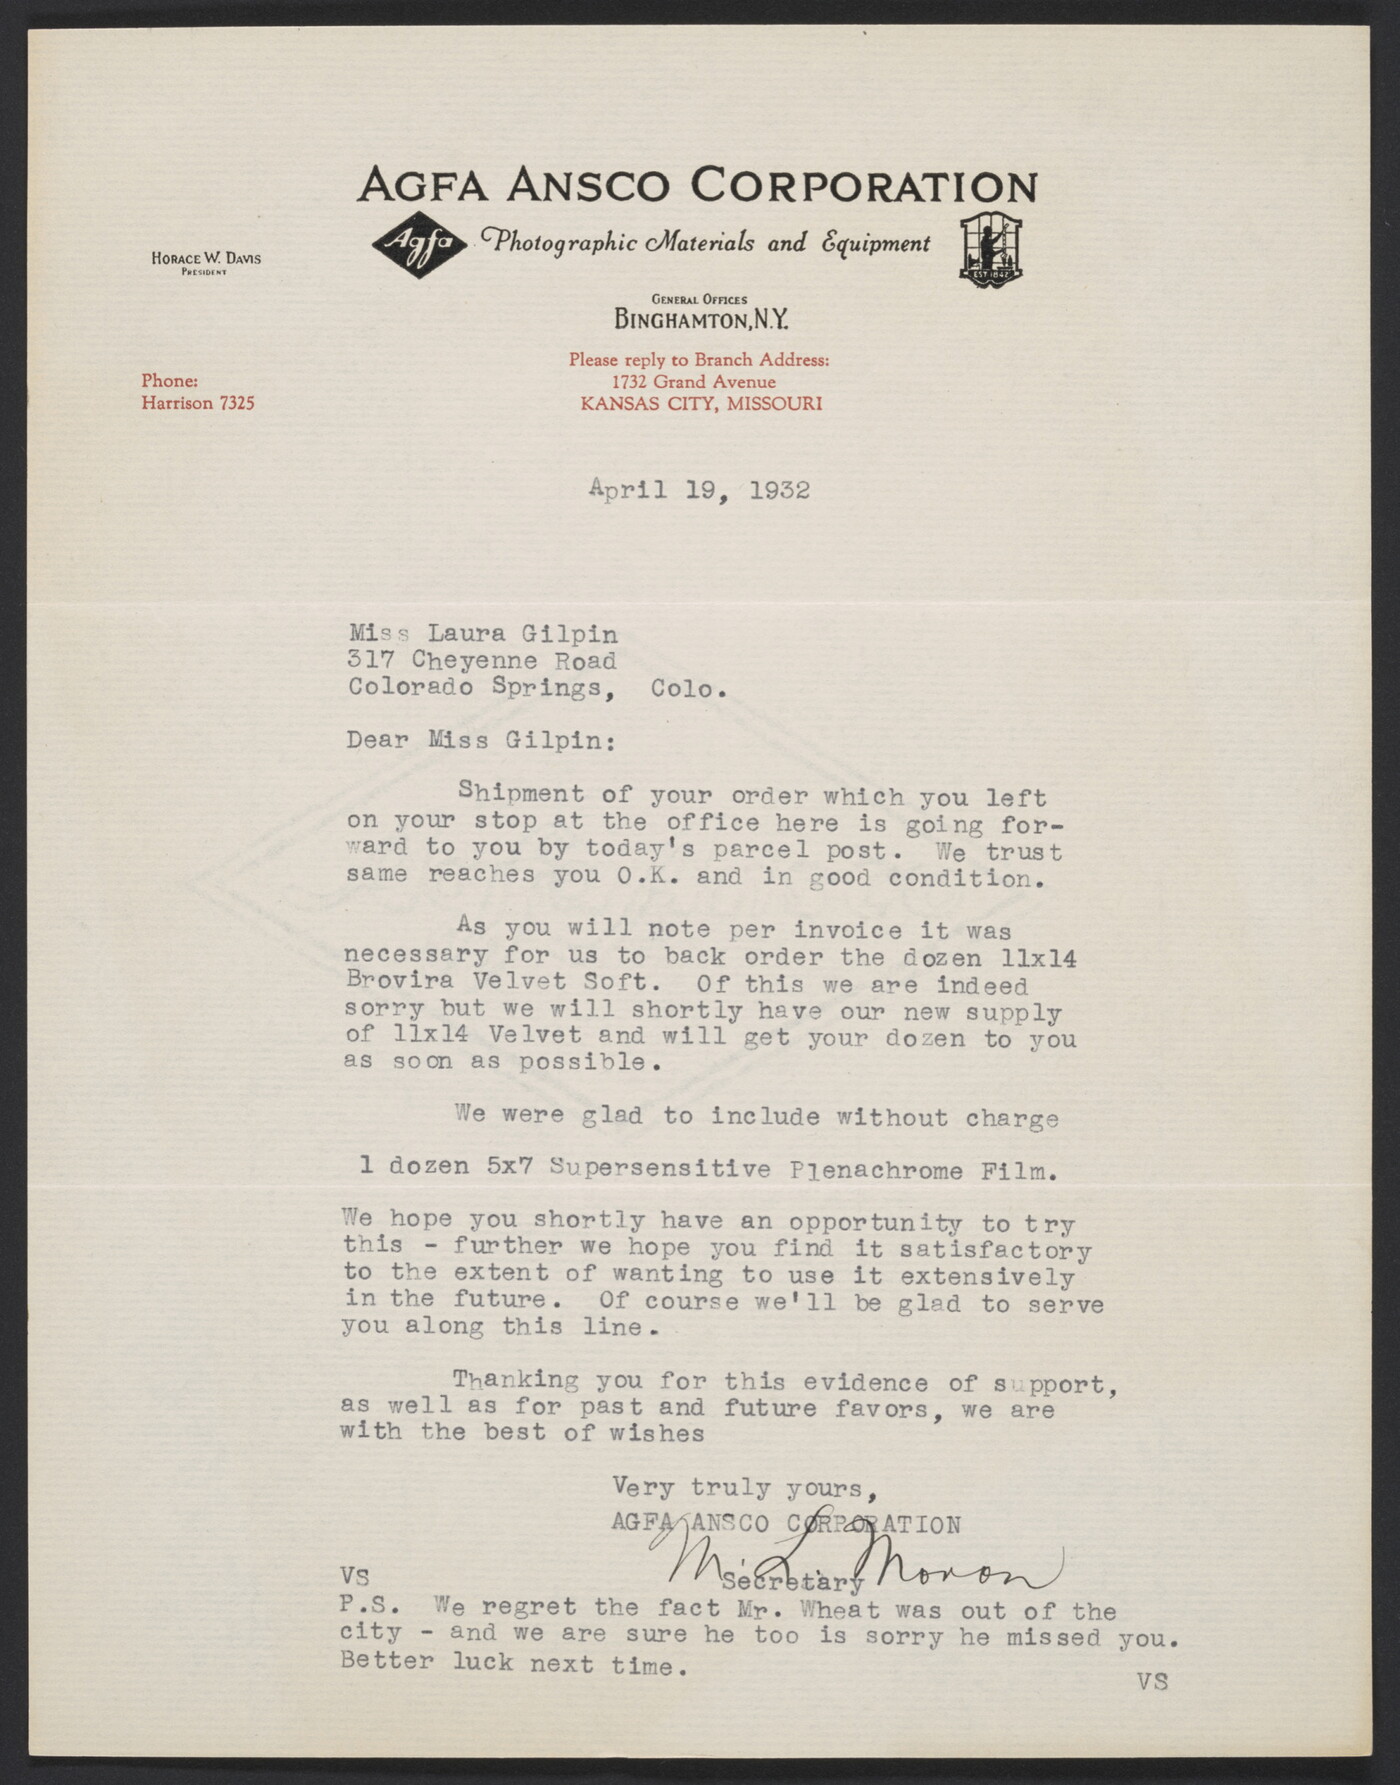 AGFA ANSCO CORPORATION
Agfa Photographic Materials and Equipment
EST 1842
HORACE W. DAVIS
PRESIDENT
GENERAL OFFICES
BINGHAMTON, N.Y.
Please reply to Branch Address:
1732 Grand Avenue
KANSAS CITY, MISSOURI
Phone:
Harrison 7325
April 19, 1932
Miss Laura Gilpin
317 Cheyenne Road
Colorado Springs, Colo.
Dear Miss Gilpin:
Shipment of your order which you left
on your stop at the office here is going for-
ward to you by today's parcel post. We trust
same reaches you O.K. and in good condition.
As you will note per invoice it was
necessary for us to back order the dozen 11x14
Brovira Velvet Soft. Of this we are indeed
sorry but we will shortly have our new supply
of 11x14 Velvet and will get your dozen to you
as soon as possible.
We were glad to include without charge
1 dozen 5x7 Supersensitive Plenachrome Film.
We hope you shortly have an opportunity to try
this - further we hope you find it satisfactory
to the extent of wanting to use it extensively
in the future. Of course we'll be glad to serve
you along this line.
Thanking you for this evidence of support,
as well as for past and future favors, we are
with the best of wishes
Very truly yours,
AGFA ANSCO CORPORATION
M. L. Moron
Secretary
VS
P.S. We regret the fact Mr. Wheat was out of the
city - and we are sure he too is sorry he missed you.
Better luck next time.
VS